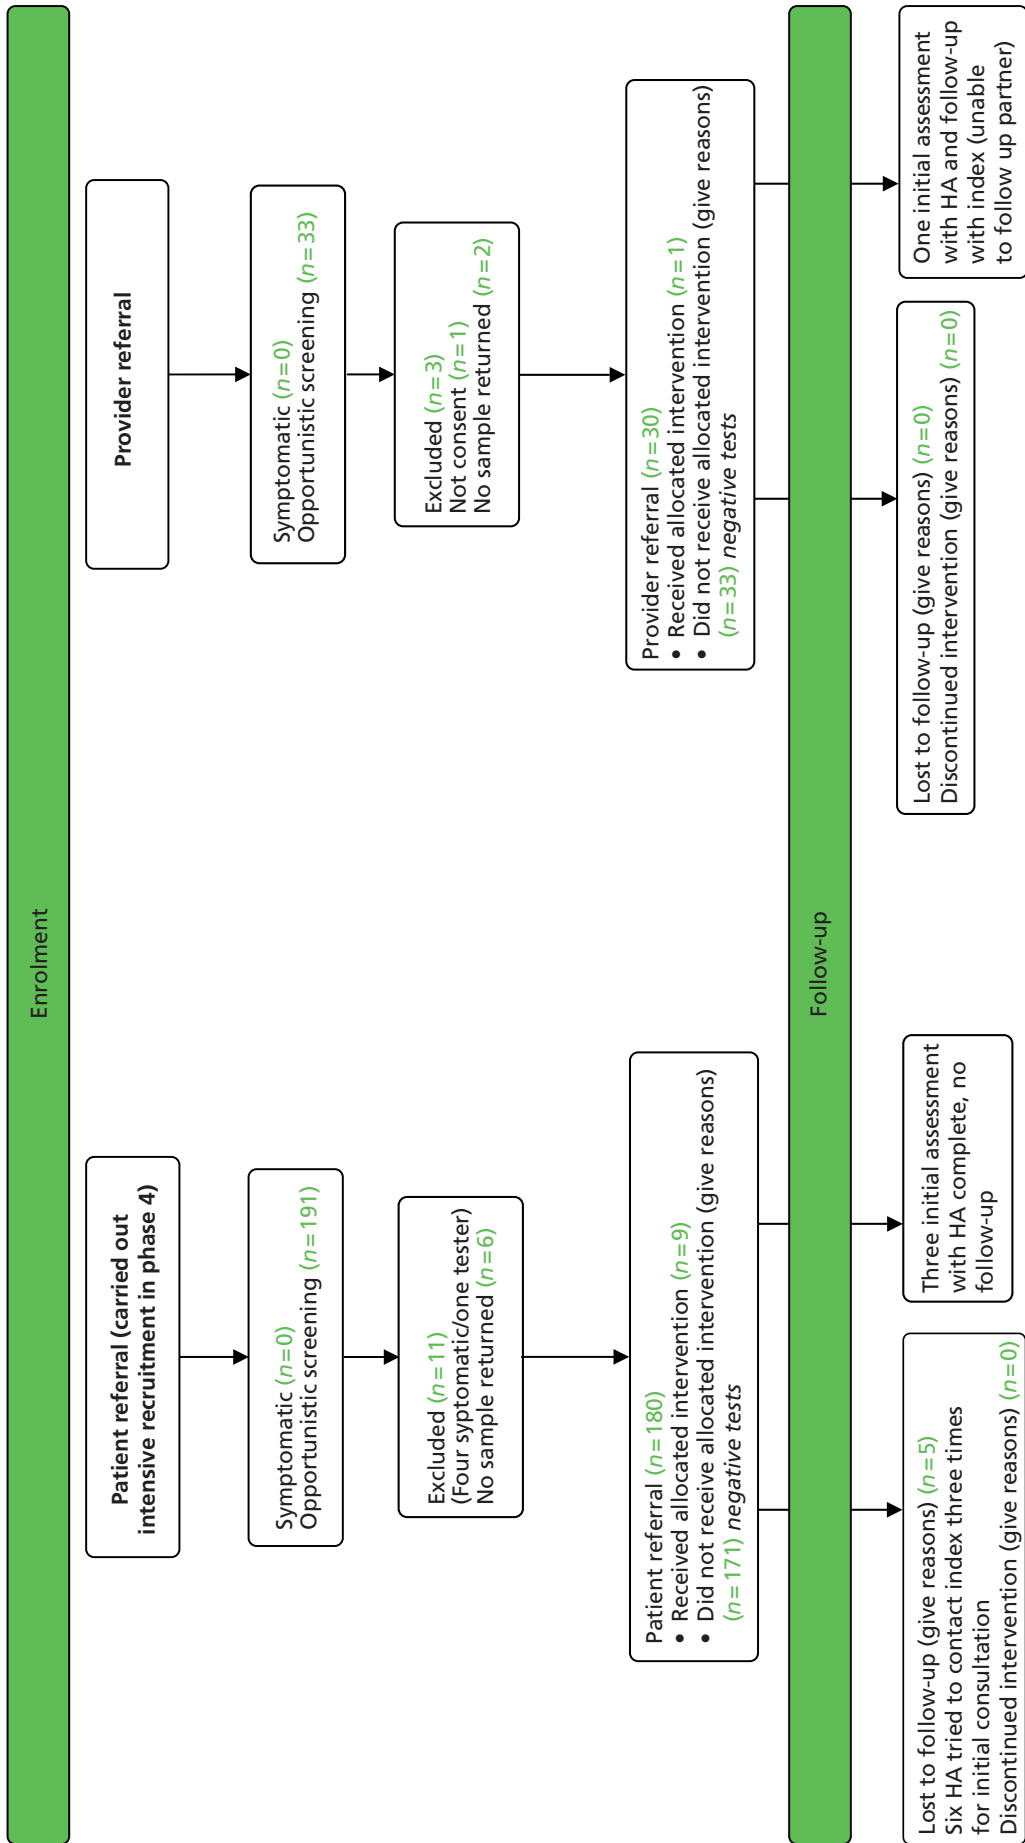 Enrolment
Patient referral (carried out
intensive recruitment in phase 4)
Provider referral
Symptomatic (n=0)
Opportunistic screening (n=191)
Symptomatic (n=0)
Opportunistic screening (n=33)
Excluded (n=11)
(Four syptomatic/one tester)
No sample returned (n=6)
Excluded (n=3)
Not consent (n=1)
No sample returned (n=2)
Patient referral (n=180)
• Received allocated intervention (n=9)
• Did not receive allocated intervention (give reasons)
(n=171) negative tests
Provider referral (n=30)
• Received allocated intervention (n=1)
• Did not receive allocated intervention (give reasons)
(n=33) negative tests
Follow-up
Lost to follow-up (give reasons) (n=5)
Six HA tried to contact index three times
for initial consultation
Discontinued intervention (give reasons) (n=0)
Three initial assessment
with HA complete, no
follow-up
Lost to follow-up (give reasons) (n=0)
Discontinued intervention (give reasons) (n=0)
One initial assessment
with HA and follow-up
with index (unable
to follow up partner)